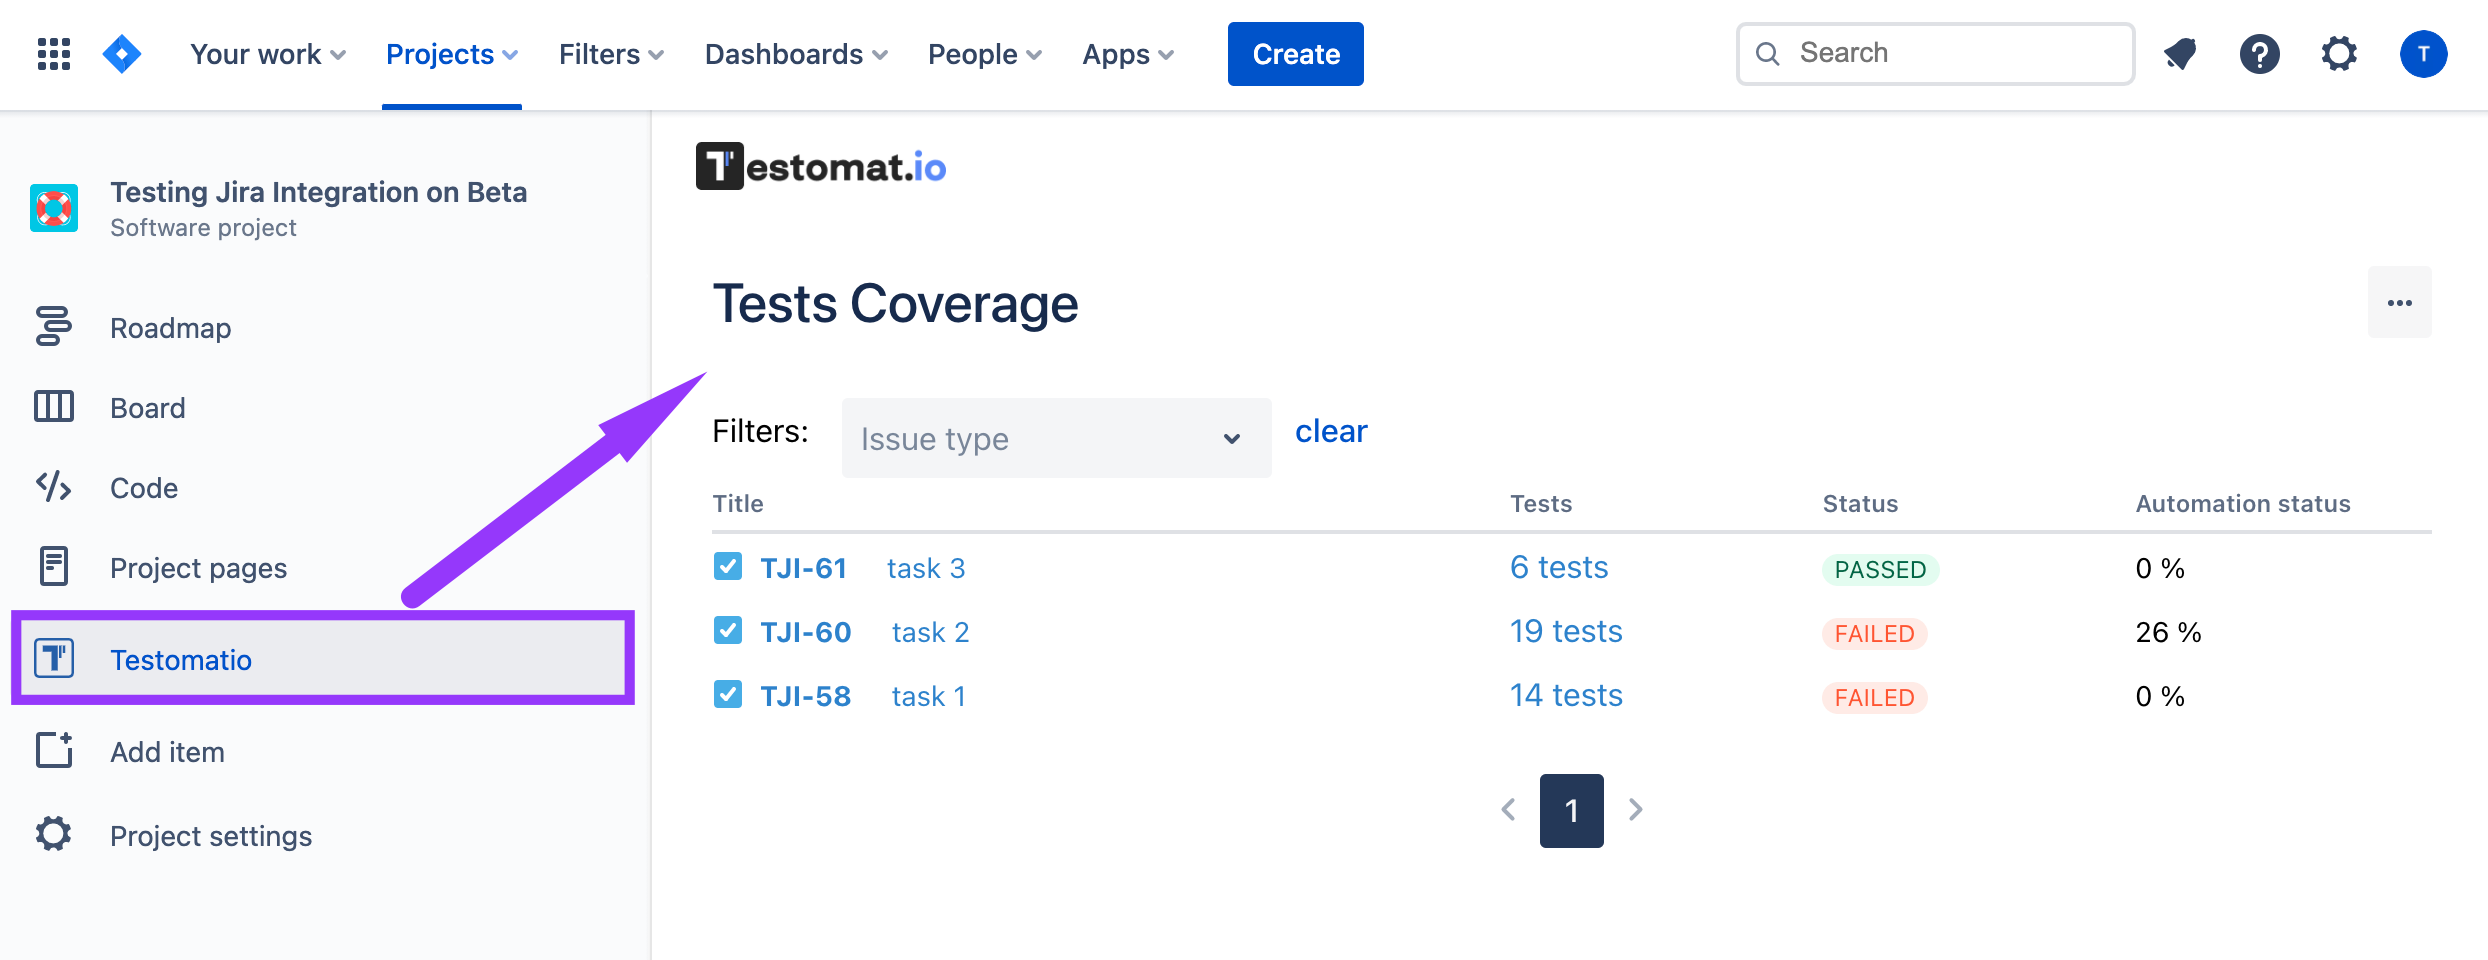 Your work Projects Filters Dashboards People Apps Create Search T
Testing Jira Integration on Beta
Software project
Roadmap
Board
Code
Project pages
Testomatio
Add item
Project settings
Testomat.io
Tests Coverage
Filters: Issue type clear
Title Tests Status Automation status
TJI-61 task 3 6 tests PASSED 0 %
TJI-60 task 2 19 tests FAILED 26 %
TJI-58 task 1 14 tests FAILED 0 %
1